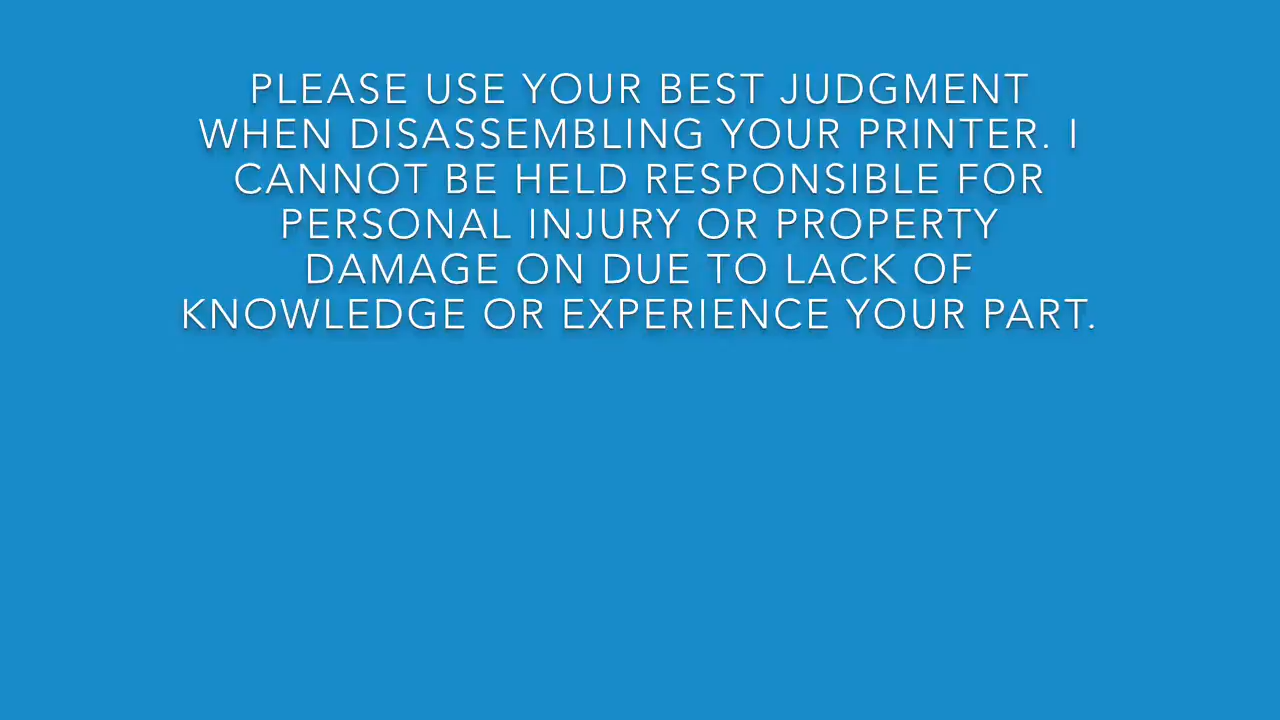 PLEASE USE YOUR BEST JUDGMENT
WHEN DISASSEMBLING YOUR PRINTER. I
CANNOT BE HELD RESPONSIBLE FOR
PERSONAL INJURY OR PROPERTY
DAMAGE ON DUE TO LACK OF
KNOWLEDGE OR EXPERIENCE YOUR PART.